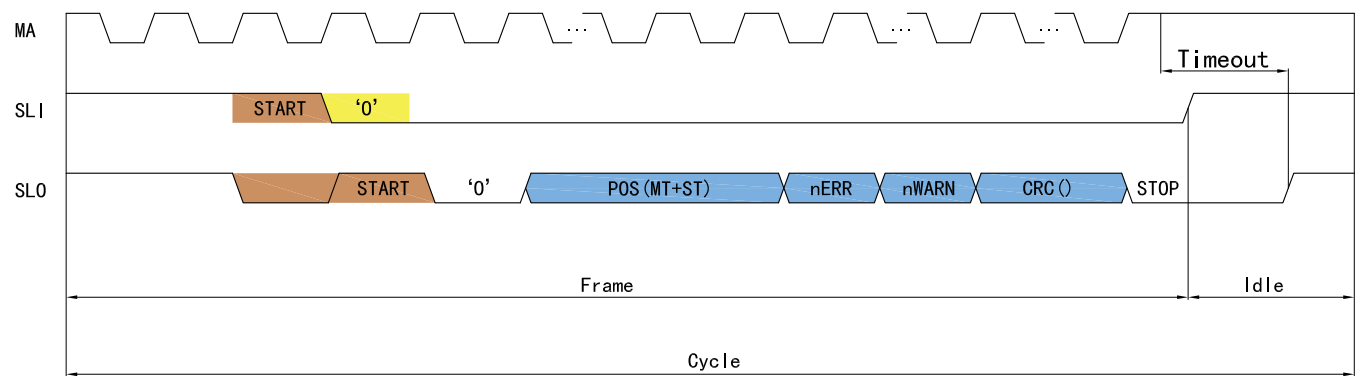 MA
... ... ...
Timeout
SLI
START
‘0’
SLO
START
‘0’
POS(MT+ST)
nERR
nWARN
CRC()
STOP
Frame
Idle
Cycle